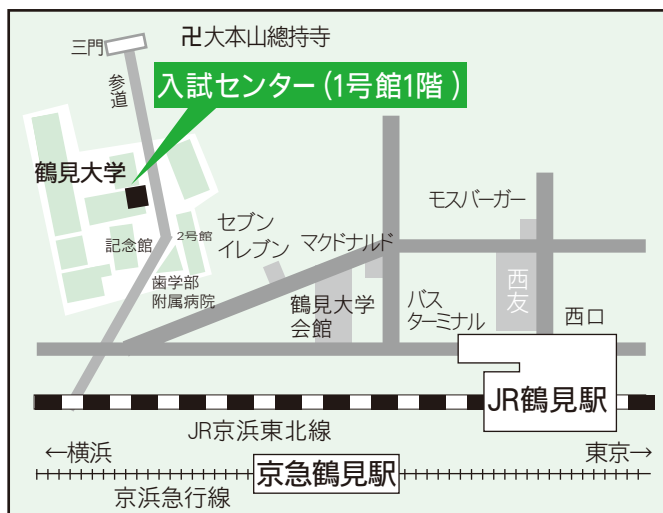 卍大本山總持寺
三門
参道
入試センター(1号館1階)
鶴見大学
モスバーガー
セブン
イレブン
マクドナルド
記念館
2号館
歯学部
附属病院
鶴見大学
会館
バス
ターミナル
西友
西口
JR鶴見駅
JR京浜東北線
←横浜
東京→
京急鶴見駅
京浜急行線